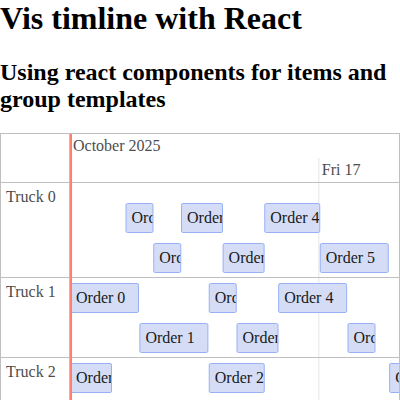 Vis timline with React
Using react components for items and
group templates
October 2025
Fri 17
Truck 0
Ord
Order
Order 4
Ord
Order
Order 5
Truck 1
Order 0
Ord
Order 4
Order 1
Order
Ord
Truck 2
Order
Order 2